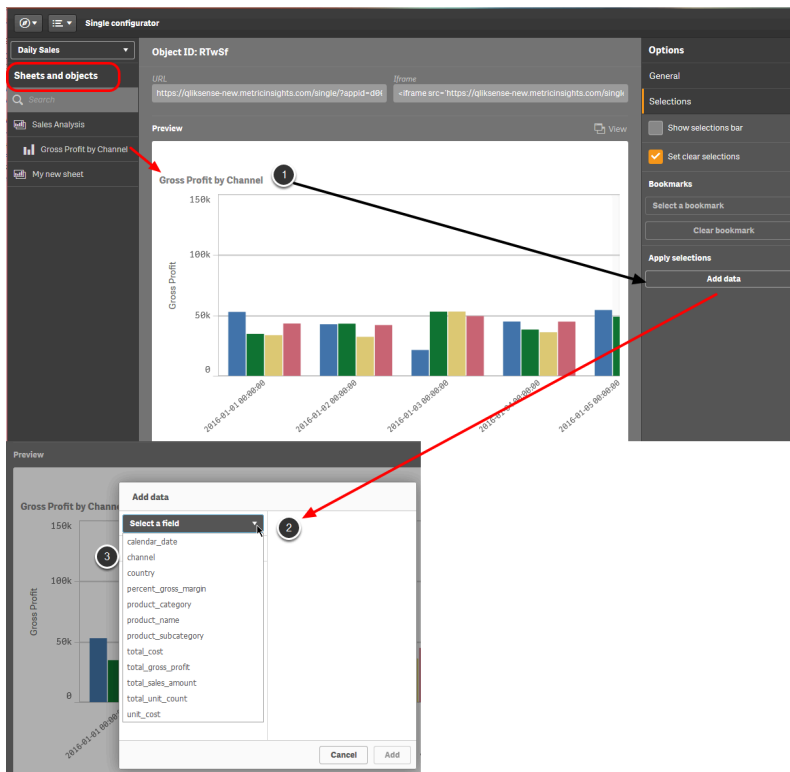 Single configurator
Daily Sales
Sheets and objects
Search
Sales Analysis
Gross Profit by Channel
My new sheet
Object ID: RTwSf
URL
https://qliksense-new.metricinsights.com/single/?appid=d0
Iframe
<iframe src='https://qliksense-new.metricinsights.com/single
Preview
View
Gross Profit by Channel
1
150k
100k
50k
0
Gross Profit
2016-01-01 00:00:00
2016-01-02 00:00:00
2016-01-03 00:00:00
2016-01-04 00:00:00
2016-01-05 00:00:00
Options
General
Selections
Show selections bar
Set clear selections
Bookmarks
Select a bookmark
Clear bookmark
Apply selections
Add data
Preview
Gross Profit by Chann
150k
100k
50k
0
Gross Profit
2016-01-01 00:00
Add data
Select a field
2
3
calendar_date
channel
country
percent_gross_margin
product_category
product_name
product_subcategory
total_cost
total_gross_profit
total_sales_amount
total_unit_count
unit_cost
Cancel
Add